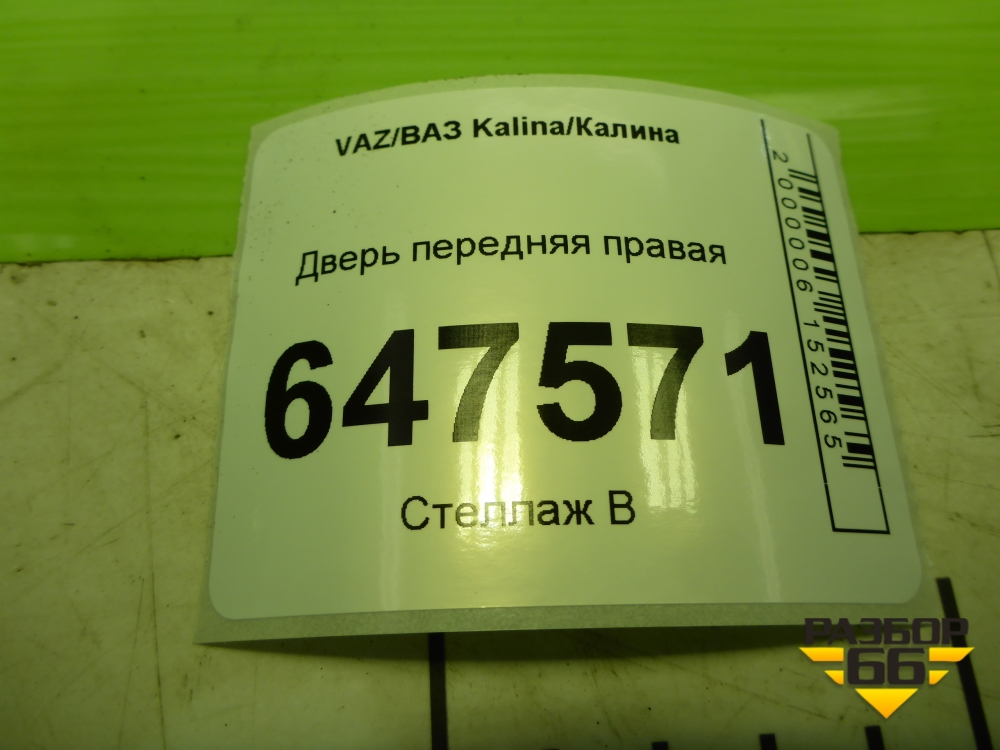 VAZ/ВАЗ Kalina/Калина
Дверь передняя правая
647571
Стеллаж В
2000006152565
РАЗБОР
66